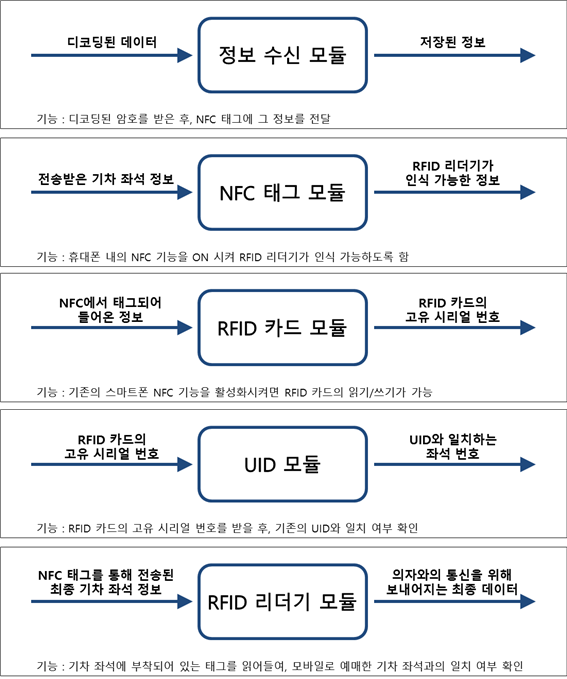 디코딩된 데이터
정보 수신 모듈
저장된 정보
기능 : 디코딩된 암호를 받은 후, NFC 태그에 그 정보를 전달
전송받은 기차 좌석 정보
NFC 태그 모듈
RFID 리더기가
인식 가능한 정보
기능 : 휴대폰 내의 NFC 기능을 ON 시켜 RFID 리더기가 인식 가능하도록 함
NFC에서 태그되어
들어온 정보
RFID 카드 모듈
RFID 카드의
고유 시리얼 번호
기능 : 기존의 스마트폰 NFC 기능을 활성화시켜면 RFID 카드의 읽기/쓰기가 가능
RFID 카드의
고유 시리얼 번호
UID 모듈
UID와 일치하는
좌석 번호
기능 : RFID 카드의 고유 시리얼 번호를 받을 후, 기존의 UID와 일치 여부 확인
NFC 태그를 통해 전송된
최종 기차 좌석 정보
RFID 리더기 모듈
의자와의 통신을 위해
보내어지는 최종 데이터
기능 : 기차 좌석에 부착되어 있는 태그를 읽어들여, 모바일로 예매한 기차 좌석과의 일치 여부 확인